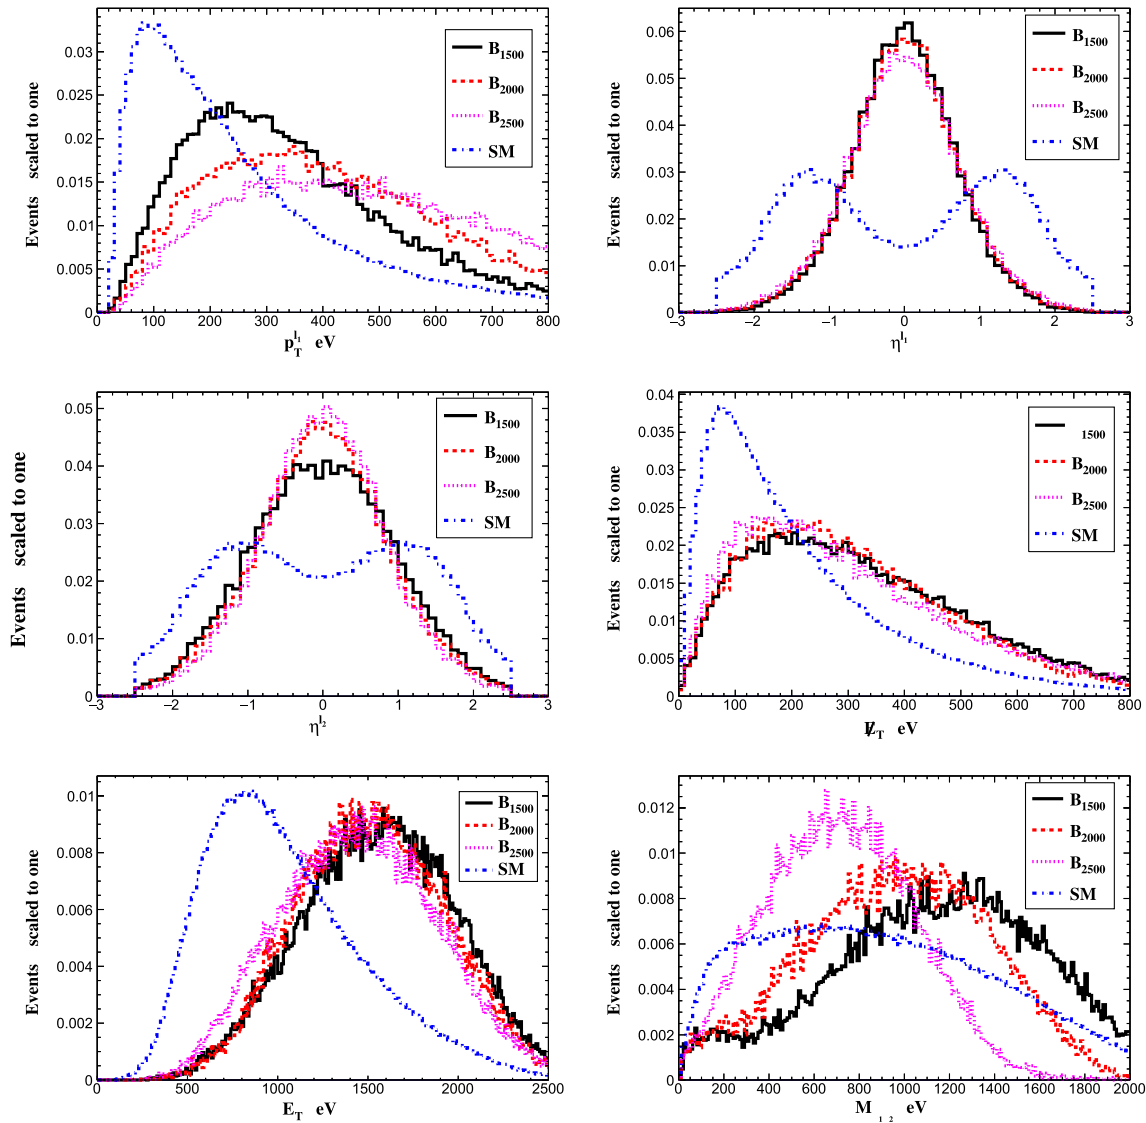 Events scaled to one
0.03
0.025
0.02
0.015
0.01
0.005
0
0 100 200 300 400 500 600 700 800
p_T^{l_1} eV
B1500
B2000
B2500
SM
Events scaled to one
0.06
0.05
0.04
0.03
0.02
0.01
0
−3 −2 −1 0 1 2 3
η^{l_1}
B1500
B2000
B2500
SM
Events scaled to one
0.05
0.04
0.03
0.02
0.01
0
−3 −2 −1 0 1 2 3
η^{l_2}
B1500
B2000
B2500
SM
Events scaled to one
0.04
0.035
0.03
0.025
0.02
0.015
0.01
0.005
0
0 100 200 300 400 500 600 700 800
E̸_T eV
1500
B2000
B2500
SM
Events scaled to one
0.01
0.008
0.006
0.004
0.002
0
0 500 1000 1500 2000 2500
E_T eV
B1500
B2000
B2500
SM
Events scaled to one
0.012
0.01
0.008
0.006
0.004
0.002
0
0 200 400 600 800 1000 1200 1400 1600 1800 2000
M_{1 2} eV
B1500
B2000
B2500
SM